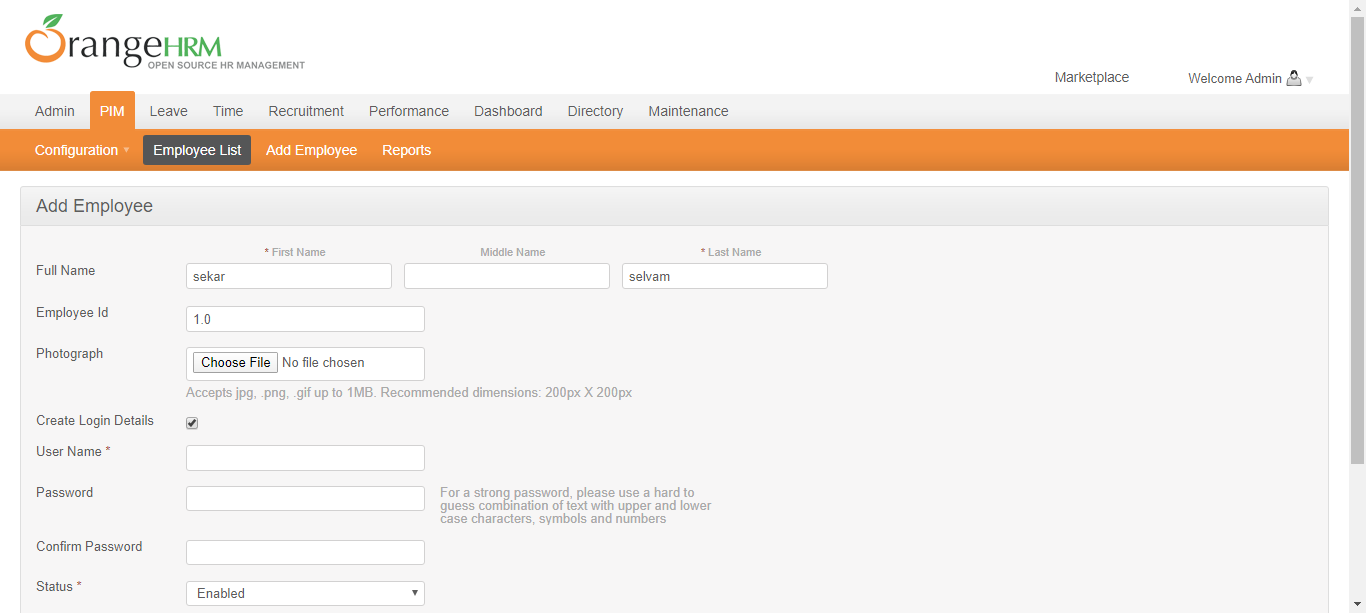 OrangeHRM
OPEN SOURCE HR MANAGEMENT
Marketplace Welcome Admin
Admin PIM Leave Time Recruitment Performance Dashboard Directory Maintenance
Configuration Employee List Add Employee Reports
Add Employee
* First Name Middle Name * Last Name
Full Name sekar selvam
Employee Id 1.0
Photograph Choose File No file chosen
Accepts jpg, .png, .gif up to 1MB. Recommended dimensions: 200px X 200px
Create Login Details
User Name *
Password For a strong password, please use a hard to
guess combination of text with upper and lower
case characters, symbols and numbers
Confirm Password
Status * Enabled